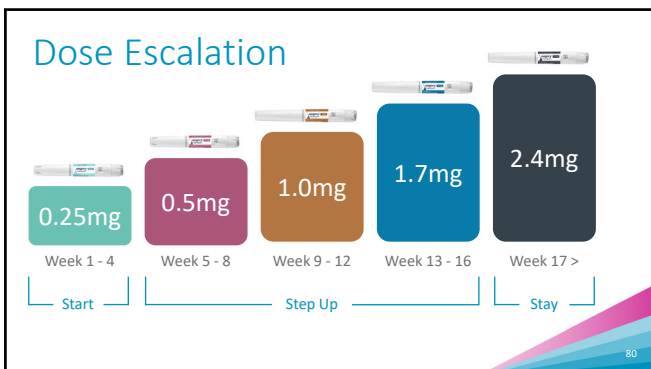 Dose Escalation
0.25mg
0.5mg
1.0mg
1.7mg
2.4mg
Week 1 - 4
Week 5 - 8
Week 9 - 12
Week 13 - 16
Week 17 >
Start
Step Up
Stay
80